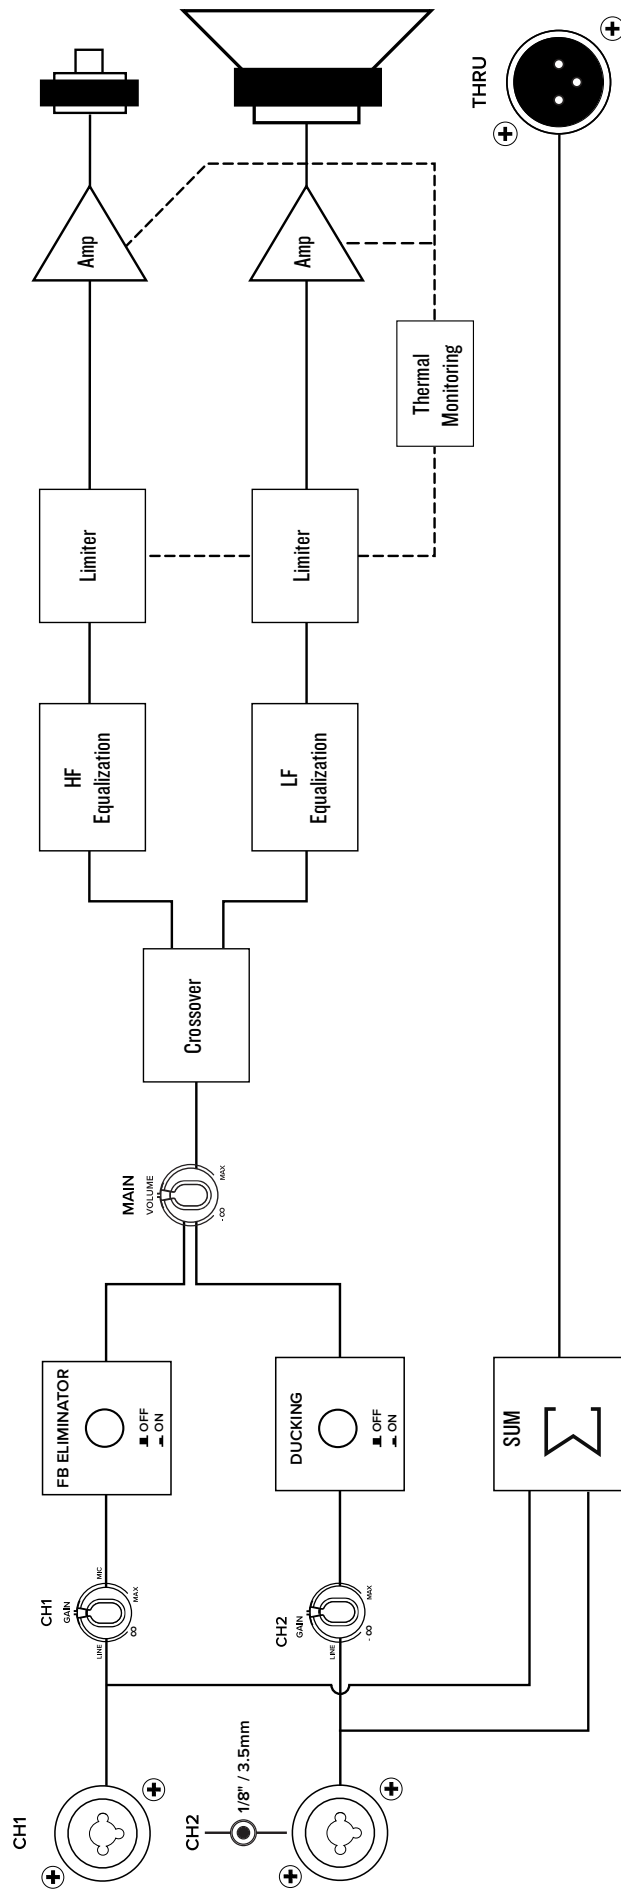 CH1
CH1
GAIN
LINE
MIC
∞
MAX
FB ELIMINATOR
OFF
ON
CH2
1/8" / 3.5mm
CH2
GAIN
LINE
- ∞
MAX
DUCKING
OFF
ON
MAIN
VOLUME
- ∞
MAX
Crossover
HF
Equalization
Limiter
Amp
LF
Equalization
Limiter
Amp
Thermal
Monitoring
SUM
Σ
THRU